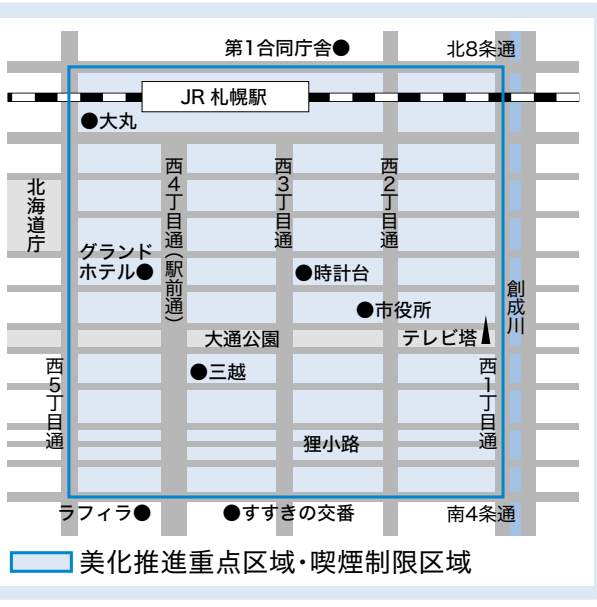 第1合同庁舎●
北8条通
JR 札幌駅
●大丸
北海道庁
西4丁目通(駅前通)
西3丁目通
西2丁目通
グランド
ホテル●
●時計台
創成川
●市役所
大通公園
テレビ塔
西5丁目通
●三越
西1丁目通
狸小路
ラフィラ●
●すすきの交番
南4条通
美化推進重点区域・喫煙制限区域